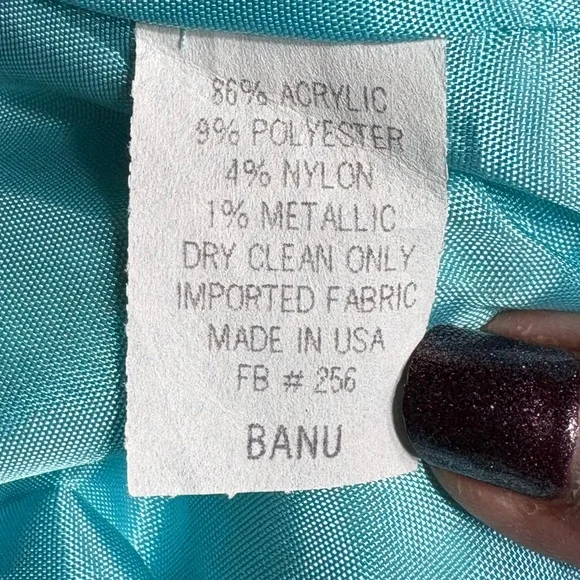 86% ACRYLIC
9% POLYESTER
4% NYLON
1% METALLIC
DRY CLEAN ONLY
IMPORTED FABRIC
MADE IN USA
FB # 256
BANU